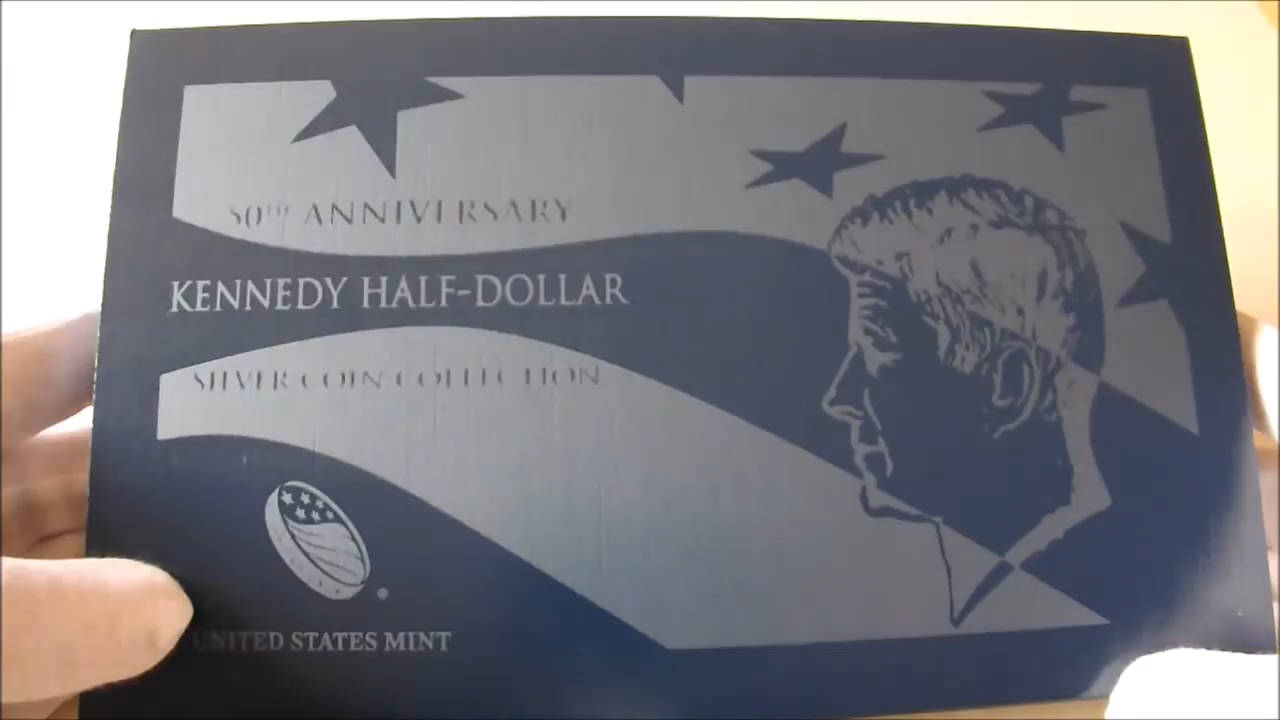 50TH ANNIVERSARY
KENNEDY HALF-DOLLAR
SILVER COIN COLLECTION
UNITED STATES MINT